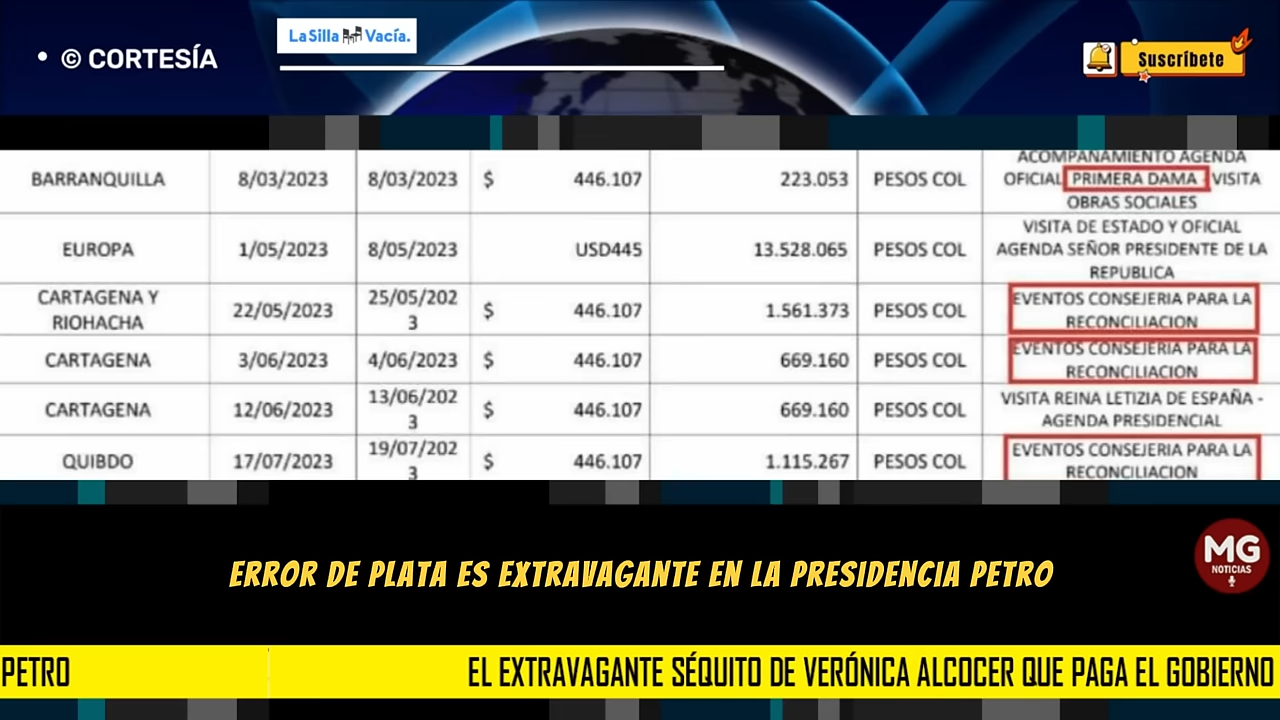 • © CORTESÍA
La Silla Vacía.
Suscríbete
BARRANQUILLA 8/03/2023 8/03/2023 $ 446.107 223.053 PESOS COL
ACOMPAÑAMIENTO AGENDA
OFICIAL PRIMERA DAMA - VISITA
OBRAS SOCIALES
EUROPA 1/05/2023 8/05/2023 USD445 13.528.065 PESOS COL
VISITA DE ESTADO Y OFICIAL
AGENDA SEÑOR PRESIDENTE DE LA
REPUBLICA
CARTAGENA Y
RIOHACHA
22/05/2023
25/05/202
3
$ 446.107 1.561.373 PESOS COL
EVENTOS CONSEJERIA PARA LA
RECONCILIACION
CARTAGENA 3/06/2023 4/06/2023 $ 446.107 669.160 PESOS COL
EVENTOS CONSEJERIA PARA LA
RECONCILIACION
CARTAGENA 12/06/2023
13/06/202
3
$ 446.107 669.160 PESOS COL
VISITA REINA LETIZIA DE ESPAÑA -
AGENDA PRESIDENCIAL
QUIBDO 17/07/2023
19/07/202
3
$ 446.107 1.115.267 PESOS COL
EVENTOS CONSEJERIA PARA LA
RECONCILIACION
ERROR DE PLATA ES EXTRAVAGANTE EN LA PRESIDENCIA PETRO
MG
NOTICIAS
PETRO EL EXTRAVAGANTE SÉQUITO DE VERÓNICA ALCOCER QUE PAGA EL GOBIERNO